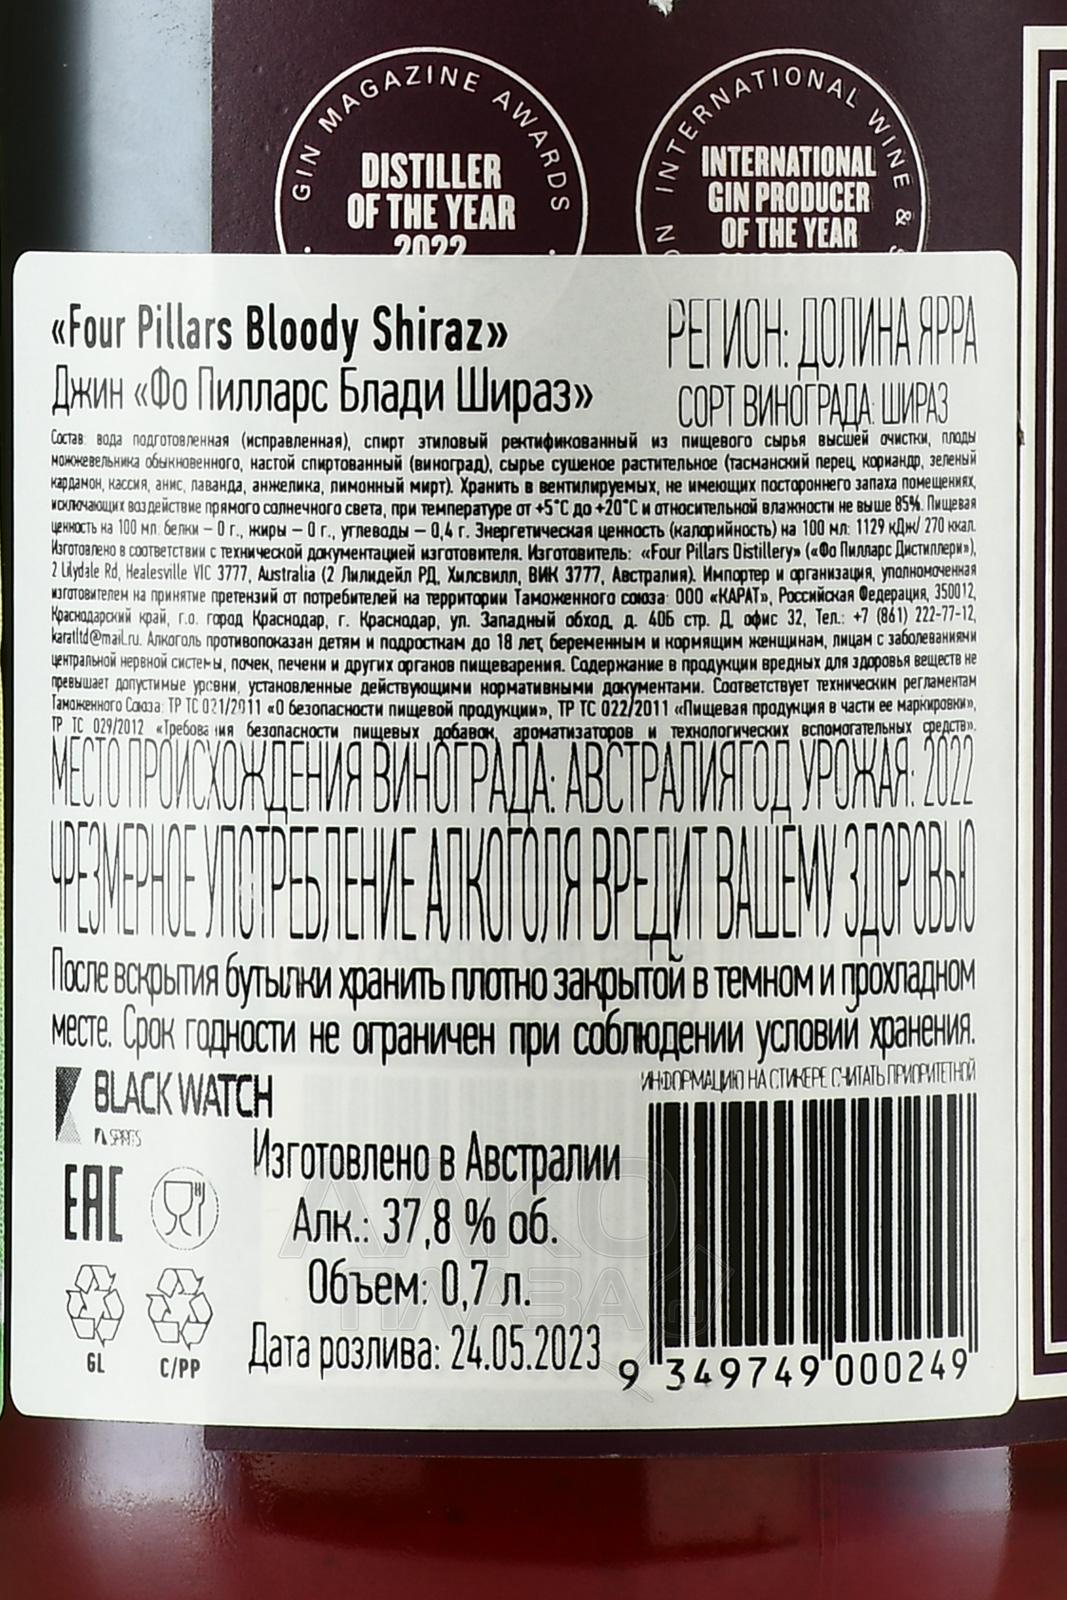 GIN MAGAZINE AWARDS
DISTILLER
OF THE YEAR
2022
INTERNATIONAL WINE &
INTERNATIONAL
GIN PRODUCER
OF THE YEAR
«Four Pillars Bloody Shiraz»
Джин «Фо Пилларс Блади Шираз»
РЕГИОН: ДОЛИНА ЯРРА
СОРТ ВИНОГРАДА: ШИРАЗ
Состав: вода подготовленная (исправленная), спирт этиловый ректификованный из пищевого сырья высшей очистки, плоды
можжевельника обыкновенного, настой спиртованный (виноград), сырье сушеное растительное (тасманский перец, кориандр, зеленый
кардамон, кассия, анис, лаванда, анжелика, лимонный мирт). Хранить в вентилируемых, не имеющих постороннего запаха помещениях,
исключающих воздействие прямого солнечного света, при температуре от +5°С до +20°С и относительной влажности не выше 85%. Пищевая
ценность на 100 мл: белки – 0 г., жиры – 0 г., углеводы – 0,4 г. Энергетическая ценность (калорийность) на 100 мл: 1129 кДж/ 270 ккал.
Изготовлено в соответствии с технической документацией изготовителя. Изготовитель: «Four Pillars Distillery» («Фо Пилларс Дистиллери»),
2 Lilydale Rd, Healesville VIC 3777, Australia (2 Лилидейл РД, Хилсвилл, ВИК 3777, Австралия). Импортер и организация, уполномоченная
изготовителем на принятие претензий от потребителей на территории Таможенного союза: ООО «КАРАТ», Российская Федерация, 350012,
Краснодарский край, г.о. город Краснодар, г. Краснодар, ул. Западный обход, д. 40Б стр. Д, офис 32, Тел.: +7 (861) 222-77-12,
karatltd@mail.ru. Алкоголь противопоказан детям и подросткам до 18 лет, беременным и кормящим женщинам, лицам с заболеваниями
центральной нервной системы, почек, печени и других органов пищеварения. Содержание в продукции вредных для здоровья веществ не
превышает допустимые уровни, установленные действующими нормативными документами. Соответствует техническим регламентам
Таможенного Союза: ТР ТС 021/2011 «О безопасности пищевой продукции», ТР ТС 022/2011 «Пищевая продукция в части ее маркировки»,
ТР ТС 029/2012 «Требования безопасности пищевых добавок, ароматизаторов и технологических вспомогательных средств».
МЕСТО ПРОИСХОЖДЕНИЯ ВИНОГРАДА: АВСТРАЛИЯГОД УРОЖАЯ: 2022
ЧРЕЗМЕРНОЕ УПОТРЕБЛЕНИЕ АЛКОГОЛЯ ВРЕДИТ ВАШЕМУ ЗДОРОВЬЮ
После вскрытия бутылки хранить плотно закрытой в темном и прохладном
месте. Срок годности не ограничен при соблюдении условий хранения.
ИНФОРМАЦИЮ НА СТИКЕРЕ СЧИТАТЬ ПРИОРИТЕТНОЙ
BLACK WATCH
SPIRITS
EAC
GL
C/PP
Изготовлено в Австралии
Алк.: 37,8 % об.
Объем: 0,7 л.
Дата розлива: 24.05.2023
9 349749 000249
АЛКО
ПЛАЗА